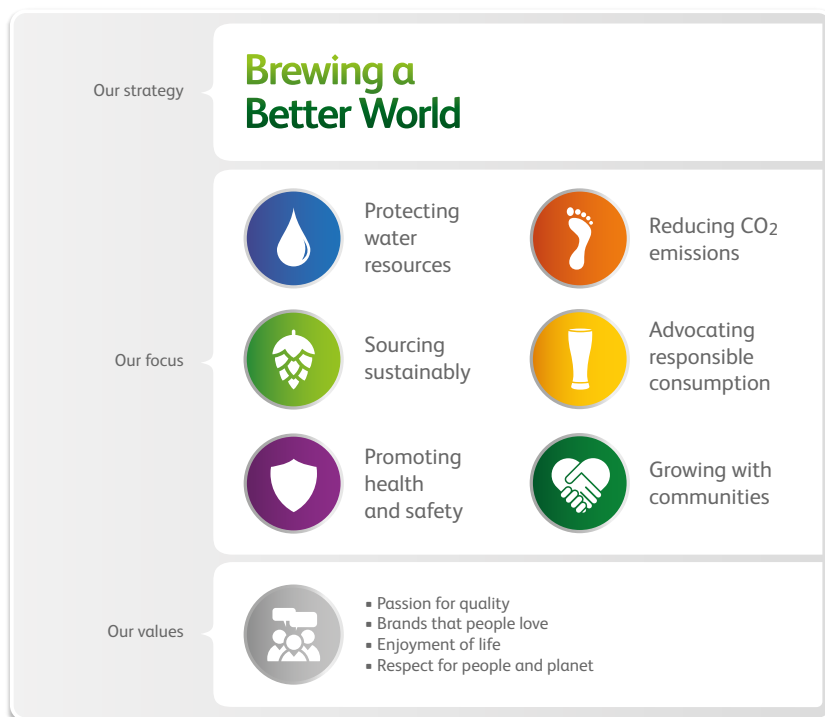 Our strategy
Brewing a
Better World
Our focus
Protecting
water
resources
Reducing CO2
emissions
Sourcing
sustainably
Advocating
responsible
consumption
Promoting
health
and safety
Growing with
communities
Our values
▪ Passion for quality
▪ Brands that people love
▪ Enjoyment of life
▪ Respect for people and planet